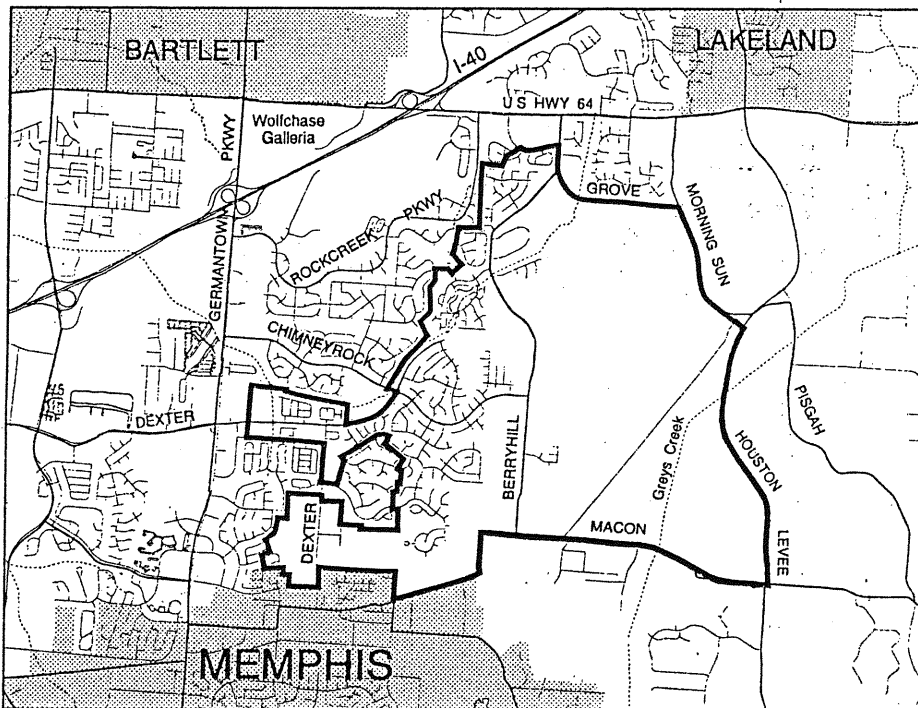 BARTLETT
LAKELAND
I-40
US HWY 64
Wolfchase
Galleria
PKWY
GERMANTOWN
ROCKCREEK PKWY
GROVE
MORNING SUN
CHIMNEYROCK
DEXTER
PISGAH
BERRYHILL
Greys Creek
HOUSTON
LEVEE
DEXTER
MACON
MEMPHIS